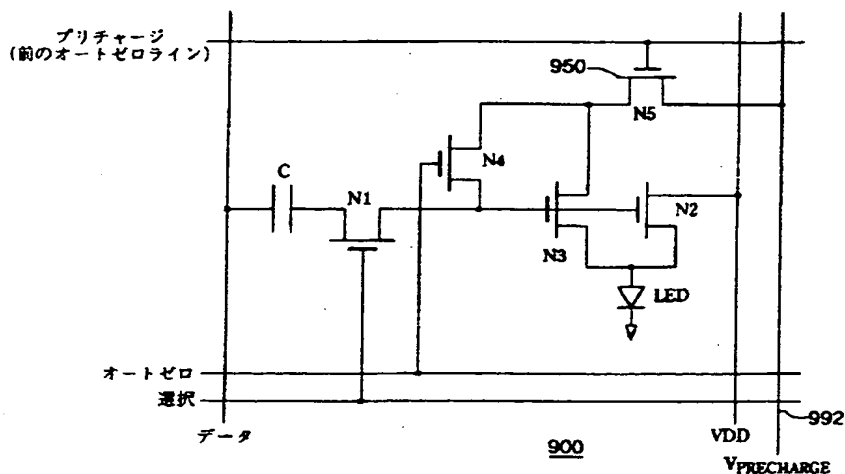 プリチャージ
(前のオートゼロライン)
950
N5
N4
C
N1
N2
N3
LED
オートゼロ
選択
データ
900
VDD
992
VPRECHARGE